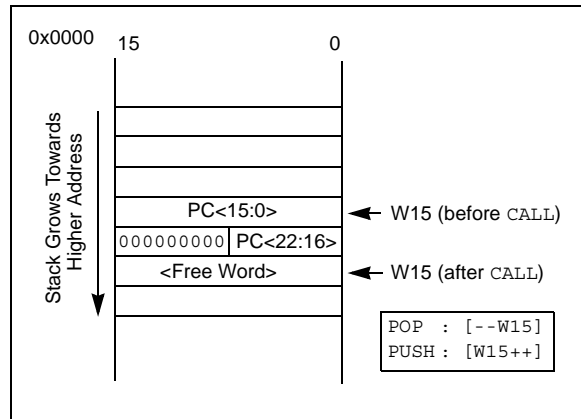 0x0000 15 0
Stack Grows Towards
Higher Address
PC<15:0>
W15 (before CALL)
000000000 PC<22:16>
<Free Word>
W15 (after CALL)
POP : [--W15]
PUSH : [W15++]